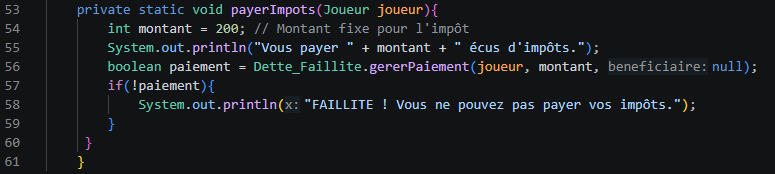 53 private static void payerImpots(Joueur joueur){
54 int montant = 200; // Montant fixe pour l'impôt
55 System.out.println("Vous payer " + montant + " écus d'impôts.");
56 boolean paiement = Dette_Faillite.gererPaiement(joueur, montant, beneficiaire: null);
57 if(!paiement){
58 System.out.println(x: "FAILLITE ! Vous ne pouvez pas payer vos impôts.");
59 }
60 }
61 }